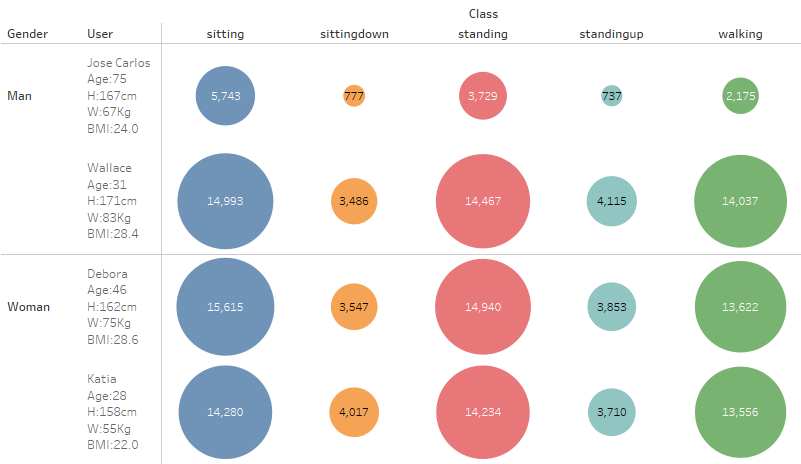 Class
Gender User sitting sittingdown standing standingup walking
Man
Jose Carlos
Age:75
H:167cm
W:67Kg
BMI:24.0
5,743 777 3,729 737 2,175
Wallace
Age:31
H:171cm
W:83Kg
BMI:28.4
14,993 3,486 14,467 4,115 14,037
Woman
Debora
Age:46
H:162cm
W:75Kg
BMI:28.6
15,615 3,547 14,940 3,853 13,622
Katia
Age:28
H:158cm
W:55Kg
BMI:22.0
14,280 4,017 14,234 3,710 13,556